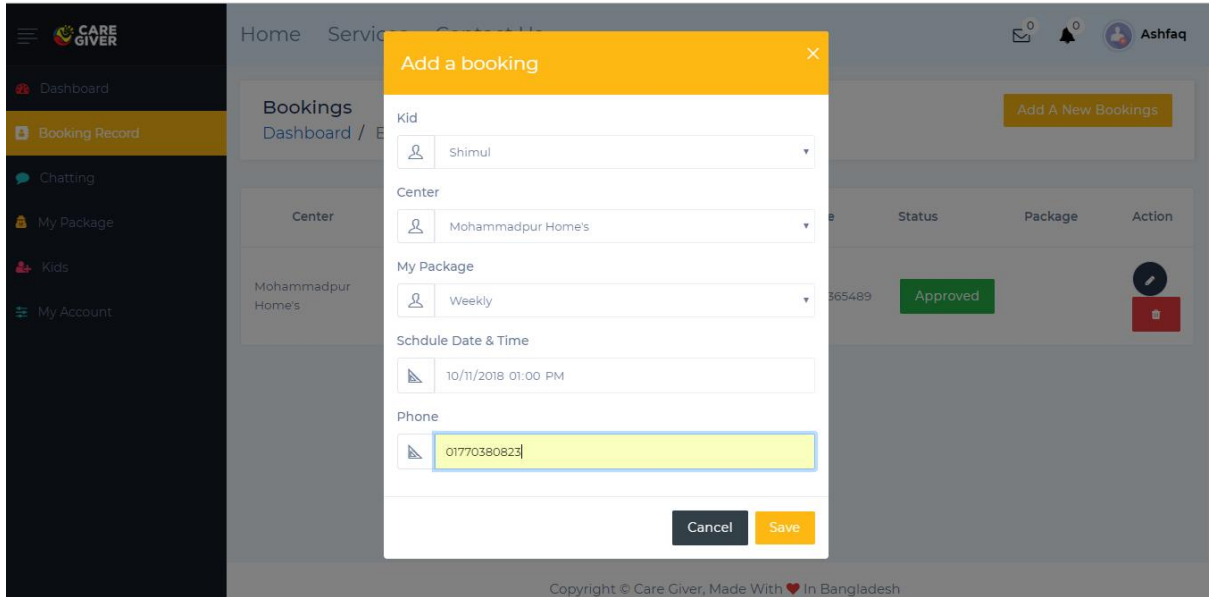 CARE
GIVER
Home
0
0
Ashfaq
Dashboard
Booking Record
Chatting
My Package
Kids
My Account
Bookings
Dashboard /
Add A New Bookings
Center
Status
Package
Action
Mohammadpur
Home's
365489
Approved
Add a booking
×
Kid
Shimul
Center
Mohammadpur Home's
My Package
Weekly
Schdule Date & Time
10/11/2018 01:00 PM
Phone
01770380823
Cancel
Save
Copyright © Care Giver, Made With ❤ In Bangladesh